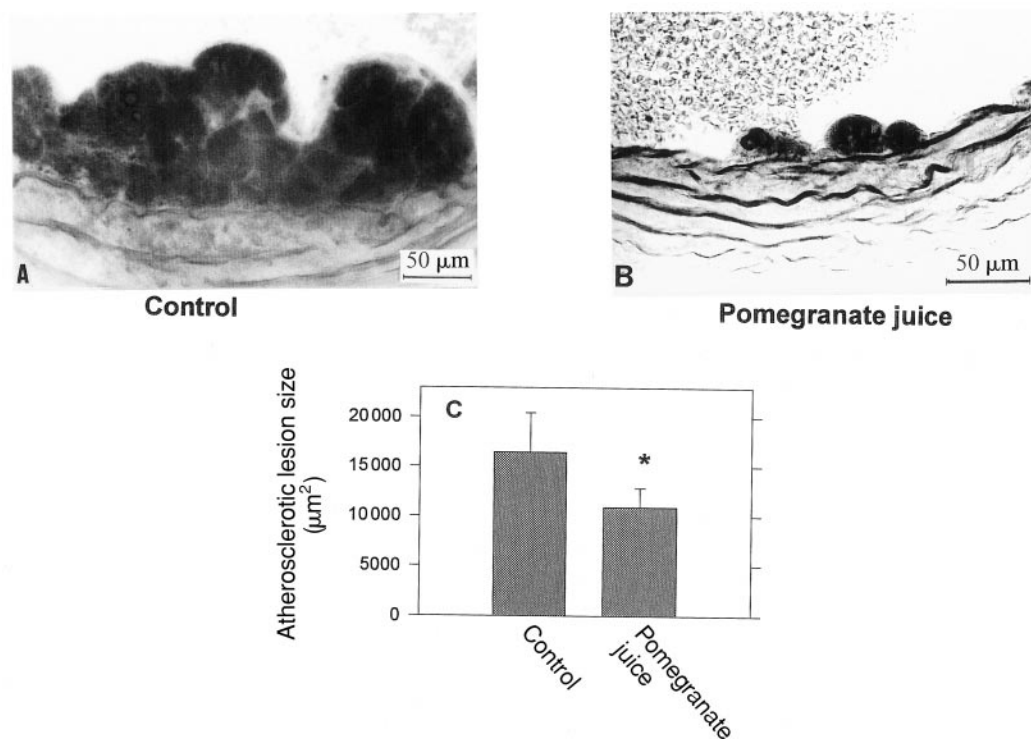 A
50 μm
Control
B
50 μm
Pomegranate juice
C
Atherosclerotic lesion size
(μm²)
20000
15000
10000
5000
0
*
Control
Pomegranate
juice